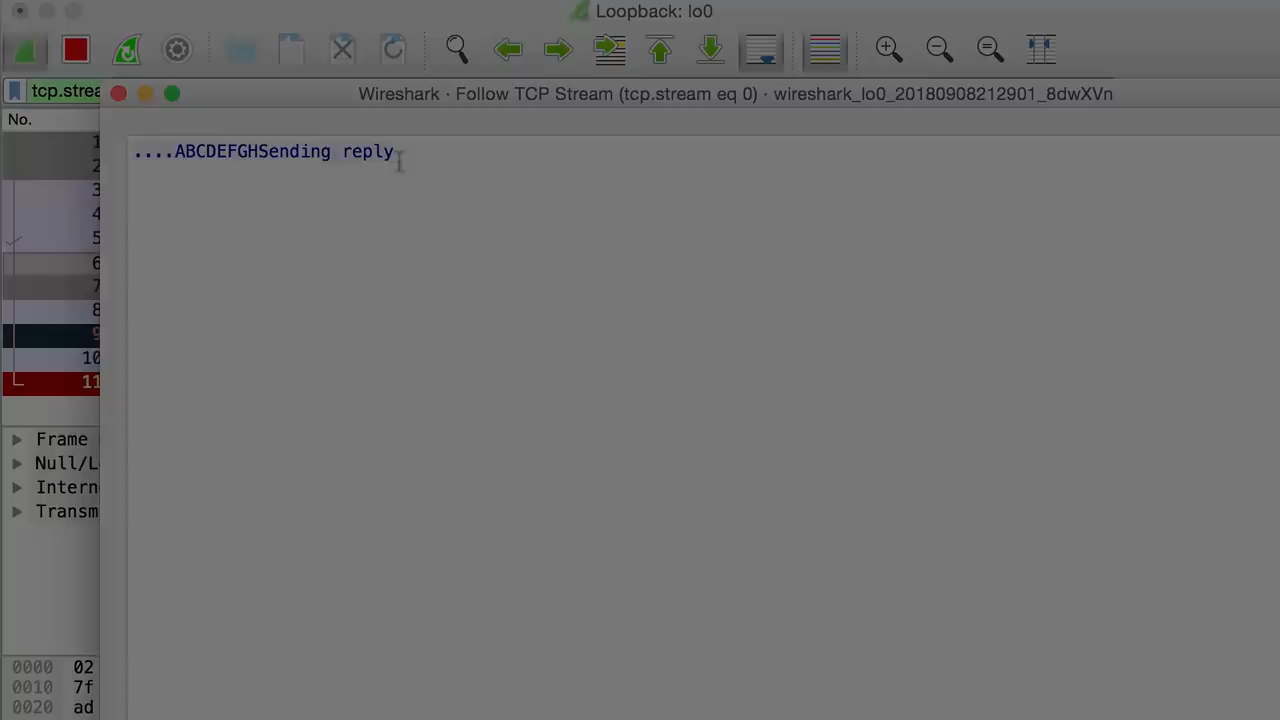 Loopback: lo0
tcp.strea
Wireshark · Follow TCP Stream (tcp.stream eq 0) · wireshark_lo0_20180908212901_8dwXVn
No.
....ABCDEFGHSending reply
1
2
3
4
5
6
7
8
9
10
11
Frame
Null/L
Intern
Transm
0000 02
0010 7f
0020 ad